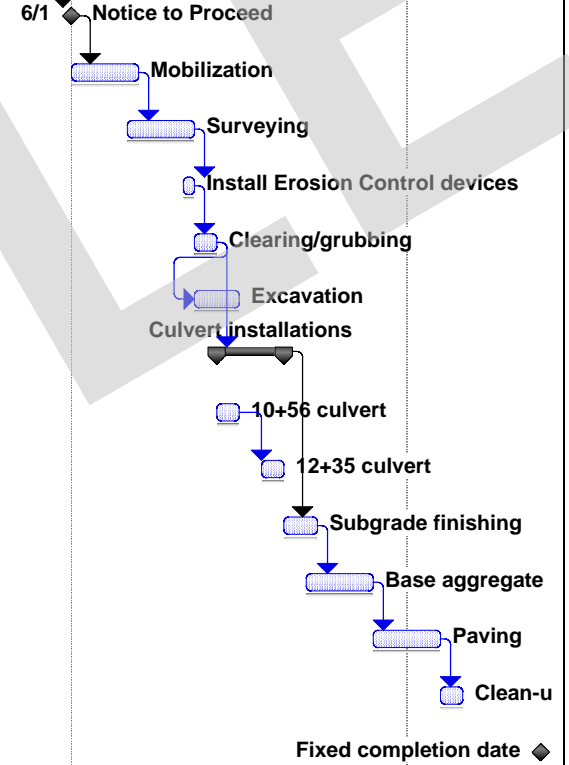 6/1 Notice to Proceed
Mobilization
Surveying
Install Erosion Control devices
Clearing/grubbing
Excavation
Culvert installations
10+56 culvert
12+35 culvert
Subgrade finishing
Base aggregate
Paving
Clean-u
Fixed completion date